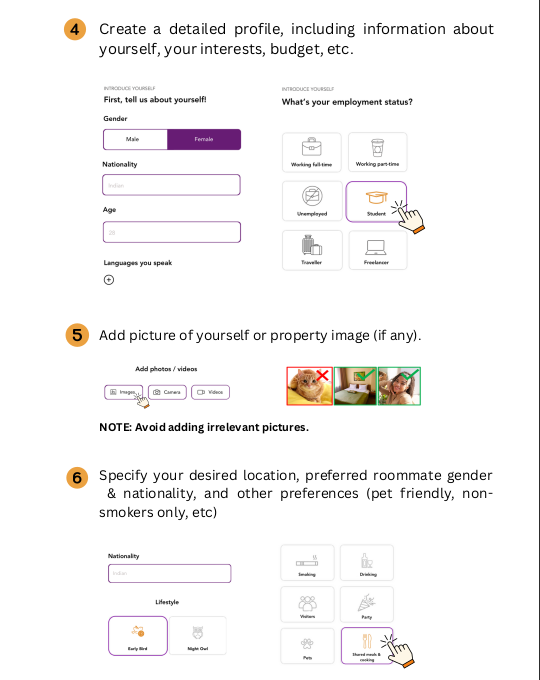 4
Create a detailed profile, including information about
yourself, your interests, budget, etc.
INTRODUCE YOURSELF
First, tell us about yourself!
Gender
Male
Female
Nationality
Indian
Age
28
Languages you speak
INTRODUCE YOURSELF
What's your employment status?
Working full-time
Working part-time
Unemployed
Student
Traveller
Freelancer
5
Add picture of yourself or property image (if any).
Add photos / videos
Images
Camera
Videos
NOTE: Avoid adding irrelevant pictures.
6
Specify your desired location, preferred roommate gender
& nationality, and other preferences (pet friendly, non-
smokers only, etc)
Nationality
Indian
Lifestyle
Early Bird
Night Owl
Smoking
Drinking
Visitors
Party
Pets
Shared meals &
cooking